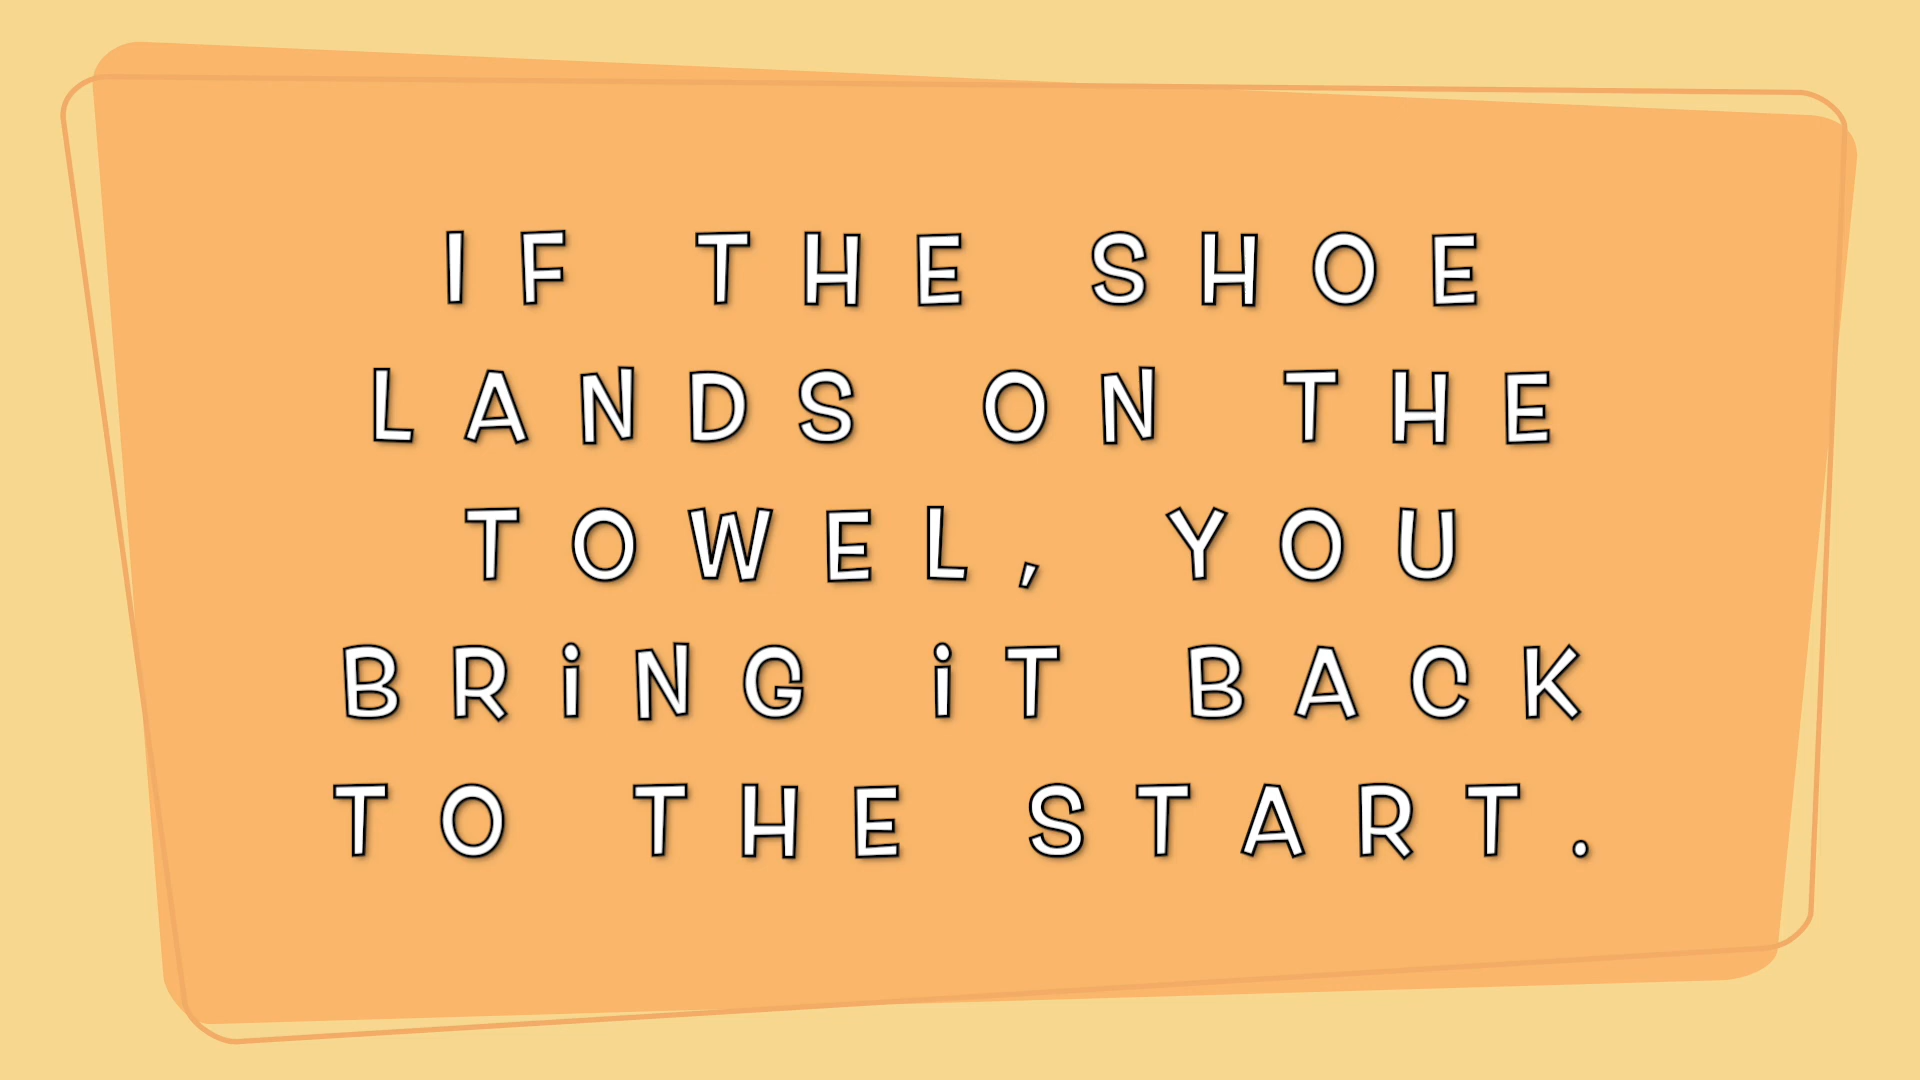 IF THE SHOE
LANDS ON THE
TOWEL, YOU
BRING IT BACK
TO THE START.